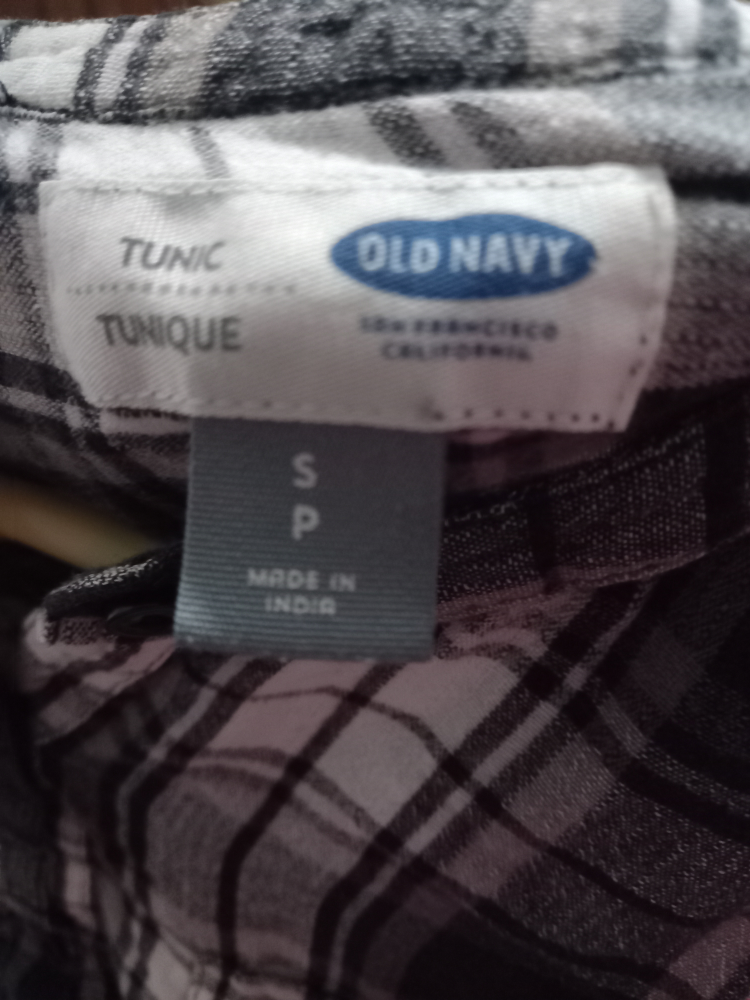 TUNIC
TUNIQUE
OLD NAVY
SAN FRANCISCO
CALIFORNIA
S
P
MADE IN
INDIA